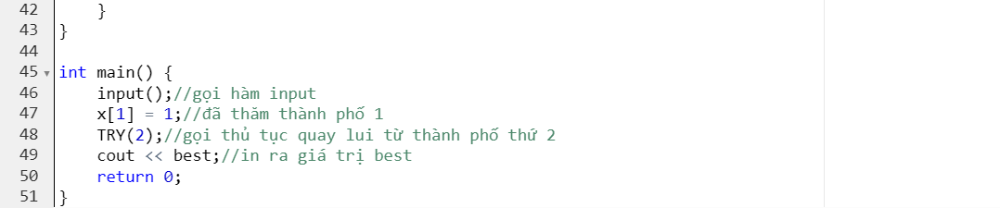 42     }
43 }
44
45 int main() {
46     input();//gọi hàm input
47     x[1] = 1;//đã thăm thành phố 1
48     TRY(2);//gọi thủ tục quay lui từ thành phố thứ 2
49     cout << best;//in ra giá trị best
50     return 0;
51 }